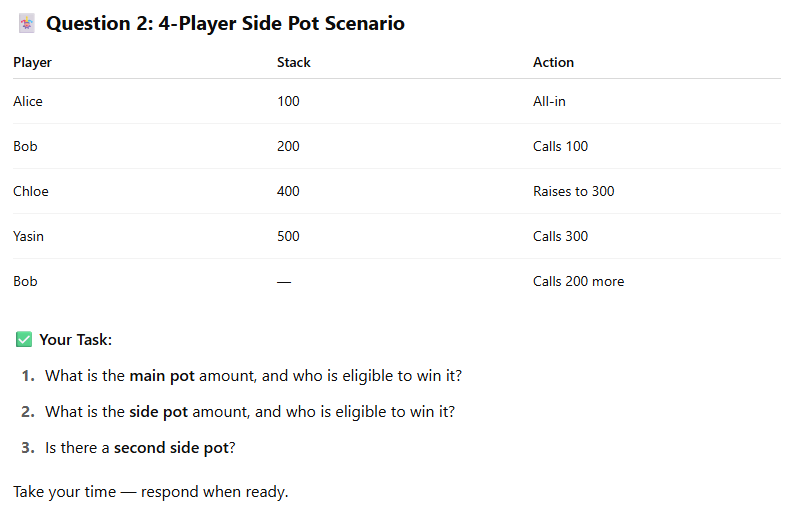 Question 2: 4-Player Side Pot Scenario
Player Stack Action
Alice 100 All-in
Bob 200 Calls 100
Chloe 400 Raises to 300
Yasin 500 Calls 300
Bob — Calls 200 more
Your Task:
1. What is the main pot amount, and who is eligible to win it?
2. What is the side pot amount, and who is eligible to win it?
3. Is there a second side pot?
Take your time — respond when ready.